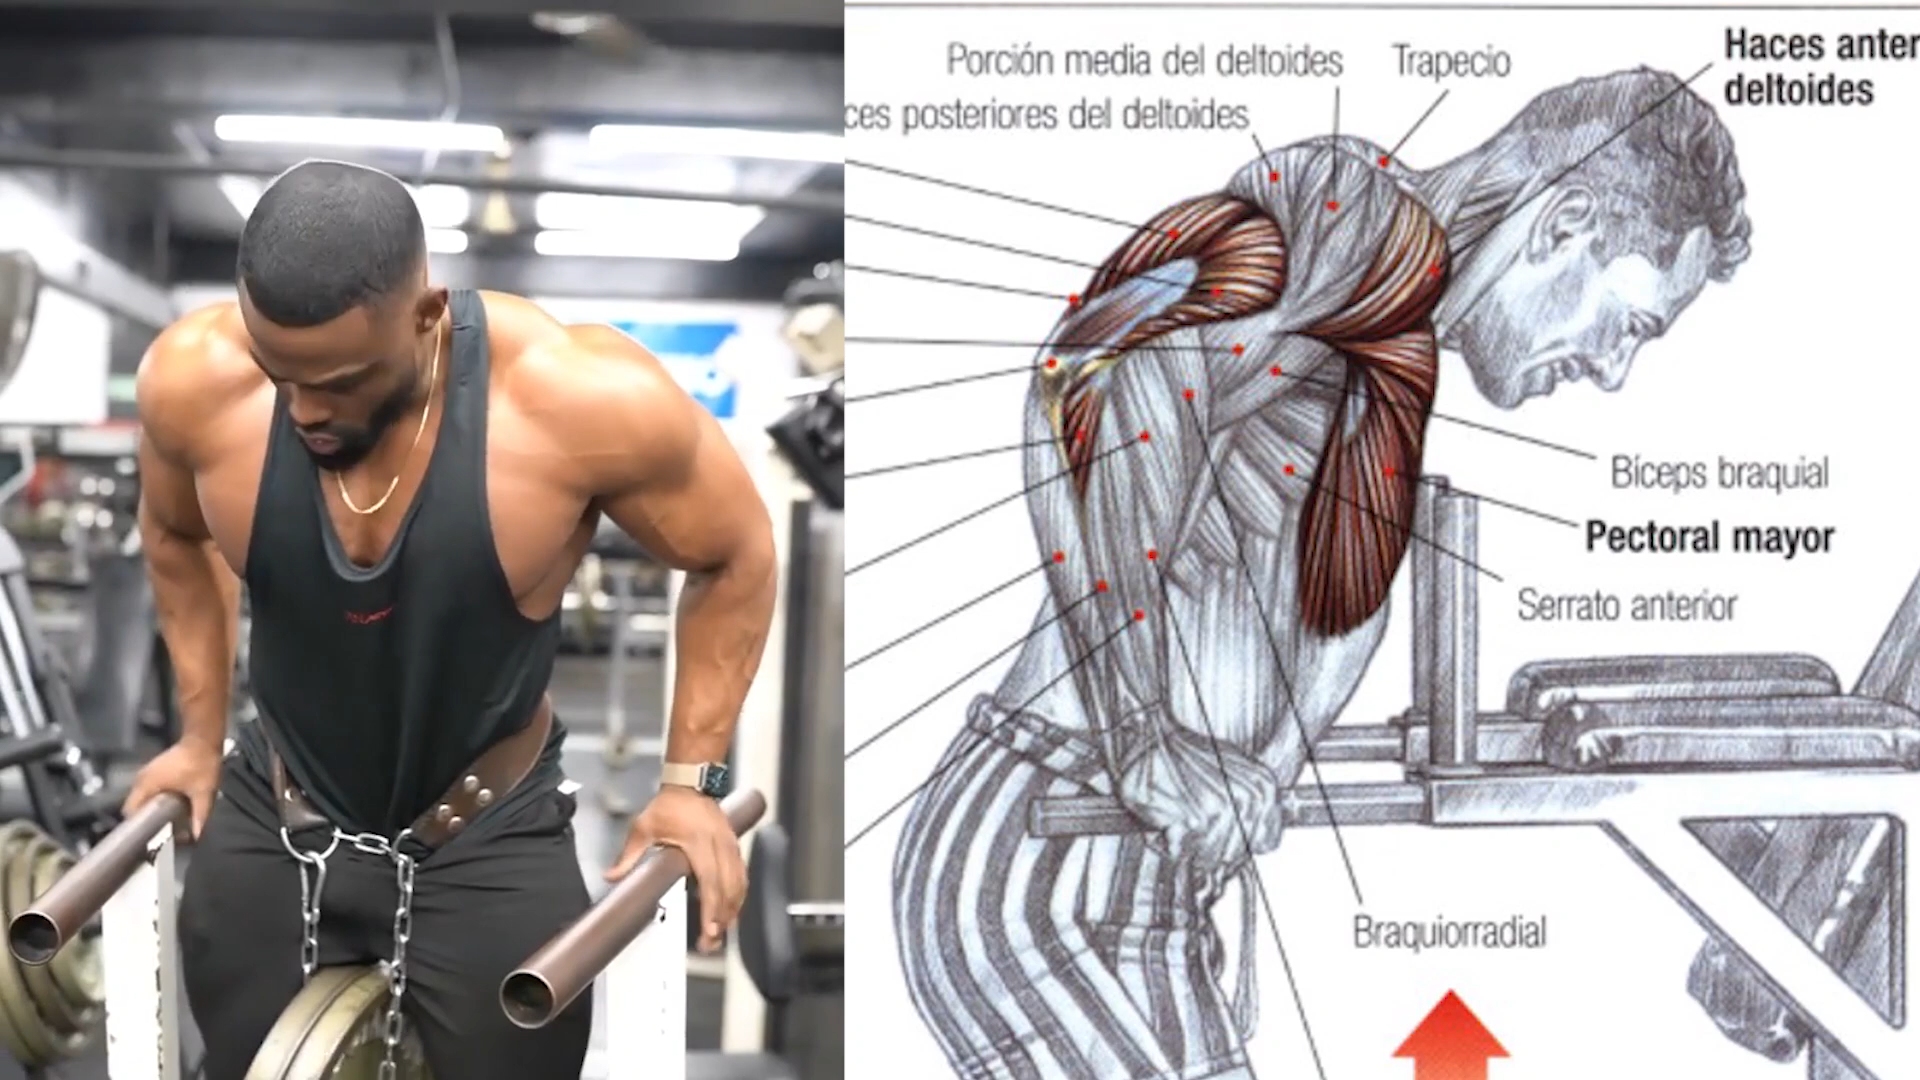 Porción media del deltoides
Trapecio
Haces anter
deltoides
ces posteriores del deltoides
Bíceps braquial
Pectoral mayor
Serrato anterior
Braquiorradial